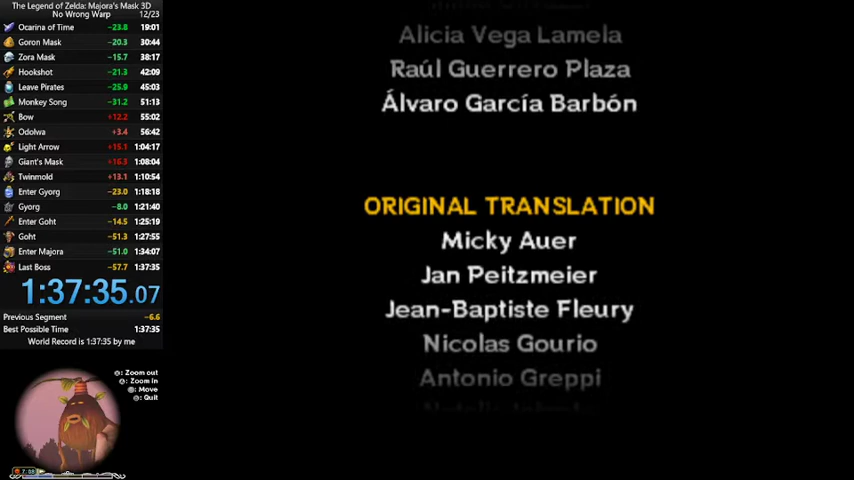 The Legend of Zelda: Majora's Mask 3D
No Wrong Warp 12/23
Ocarina of Time -23.8 19:01
Goron Mask -20.3 30:44
Zora Mask -15.7 38:17
Hookshot -21.3 42:09
Leave Pirates -25.9 45:03
Monkey Song -31.2 51:13
Bow +12.2 55:02
Odolwa +3.4 56:42
Light Arrow +15.1 1:04:17
Giant's Mask +16.3 1:08:04
Twinmold +13.1 1:10:54
Enter Gyorg -23.0 1:18:18
Gyorg -8.0 1:21:40
Enter Goht -14.5 1:25:19
Goht -51.3 1:27:55
Enter Majora -51.0 1:34:07
Last Boss -57.7 1:37:35
1:37:35.07
Previous Segment -6.6
Best Possible Time 1:37:35
World Record is 1:37:35 by me
: Zoom out
: Zoom in
: Move
: Quit
Alicia Vega Lamela
Raúl Guerrero Plaza
Álvaro García Barbón
ORIGINAL TRANSLATION
Micky Auer
Jan Peitzmeier
Jean-Baptiste Fleury
Nicolas Gourio
Antonio Greppi